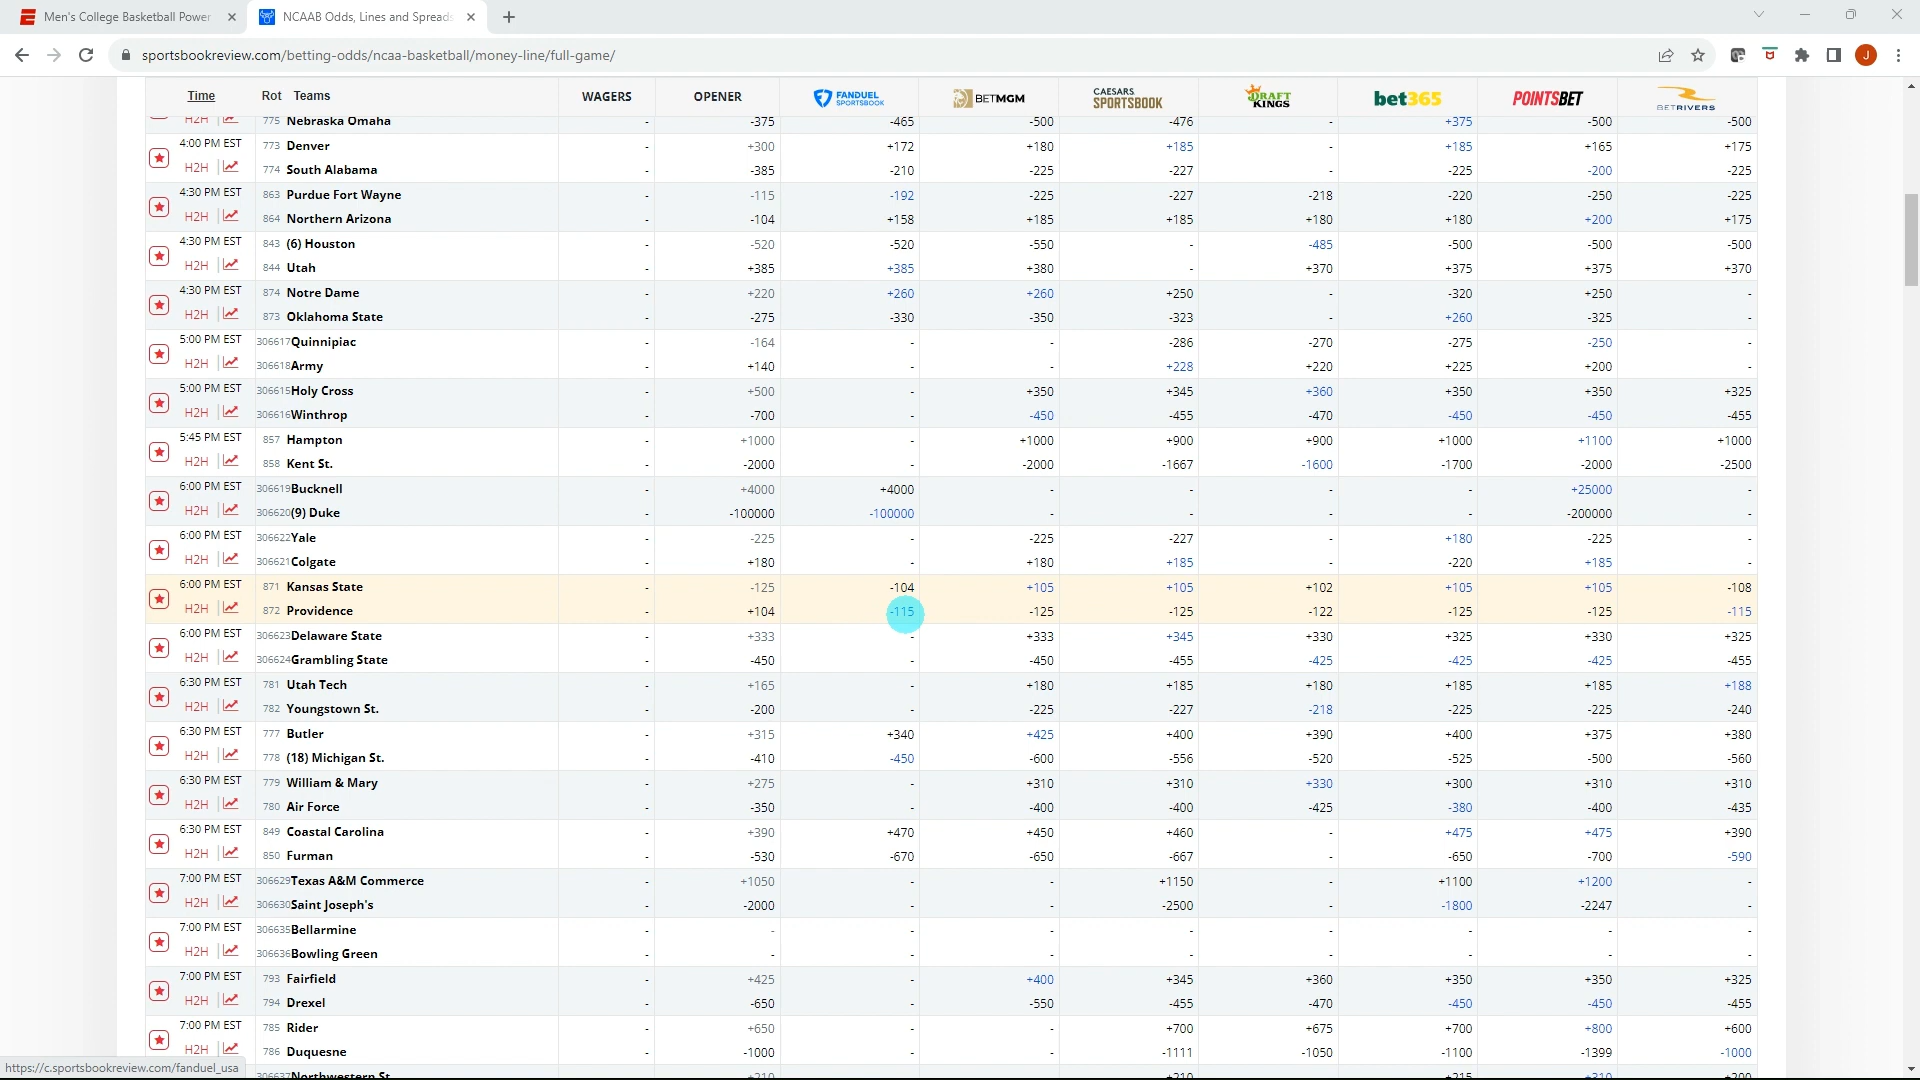 Men's College Basketball Power
NCAAB Odds, Lines and Spreads
sportsbookreview.com/betting-odds/ncaa-basketball/money-line/full-game/
J
Time Rot Teams WAGERS OPENER FANDUEL SPORTSBOOK BETMGM CAESARS SPORTSBOOK DRAFT KINGS bet365 POINTSBET BETRIVERS
H2H 775 Nebraska Omaha - -375 -465 -500 -476 - +375 -500 -500
4:00 PM EST 773 Denver - +300 +172 +180 +185 - +185 +165 +175
H2H 774 South Alabama - -385 -210 -225 -227 - -225 -200 -225
4:30 PM EST 863 Purdue Fort Wayne - -115 -192 -225 -227 -218 -220 -250 -225
H2H 864 Northern Arizona - -104 +158 +185 +185 +180 +180 +200 +175
4:30 PM EST 843 (6) Houston - -520 -520 -550 - -485 -500 -500 -500
H2H 844 Utah - +385 +385 +380 - +370 +375 +375 +370
4:30 PM EST 874 Notre Dame - +220 +260 +260 +250 - -320 +250 -
H2H 873 Oklahoma State - -275 -330 -350 -323 - +260 -325 -
5:00 PM EST 306617 Quinnipiac - -164 - - -286 -270 -275 -250 -
H2H 306618 Army - +140 - - +228 +220 +225 +200 -
5:00 PM EST 306615 Holy Cross - +500 - +350 +345 +360 +350 +350 +325
H2H 306616 Winthrop - -700 - -450 -455 -470 -450 -450 -455
5:45 PM EST 857 Hampton - +1000 - +1000 +900 +900 +1000 +1100 +1000
H2H 858 Kent St. - -2000 - -2000 -1667 -1600 -1700 -2000 -2500
6:00 PM EST 306619 Bucknell - +4000 +4000 - - - - +25000 -
H2H 306620 (9) Duke - -100000 -100000 - - - - -200000 -
6:00 PM EST 306622 Yale - -225 - -225 -227 - +180 -225 -
H2H 306621 Colgate - +180 - +180 +185 - -220 +185 -
6:00 PM EST 871 Kansas State - -125 -104 +105 +105 +102 +105 +105 -108
H2H 872 Providence - +104 -115 -125 -125 -122 -125 -125 -115
6:00 PM EST 306623 Delaware State - +333 - +333 +345 +330 +325 +330 +325
H2H 306624 Grambling State - -450 - -450 -455 -425 -425 -425 -455
6:30 PM EST 781 Utah Tech - +165 - +180 +185 +180 +185 +185 +188
H2H 782 Youngstown St. - -200 - -225 -227 -218 -225 -225 -240
6:30 PM EST 777 Butler - +315 +340 +425 +400 +390 +400 +375 +380
H2H 778 (18) Michigan St. - -410 -450 -600 -556 -520 -525 -500 -560
6:30 PM EST 779 William & Mary - +275 - +310 +310 +330 +300 +310 +310
H2H 780 Air Force - -350 - -400 -400 -425 -380 -400 -435
6:30 PM EST 849 Coastal Carolina - +390 +470 +450 +460 - +475 +475 +390
H2H 850 Furman - -530 -670 -650 -667 - -650 -700 -590
7:00 PM EST 306629 Texas A&M Commerce - +1050 - - +1150 - +1100 +1200 -
H2H 306630 Saint Joseph's - -2000 - - -2500 - -1800 -2247 -
7:00 PM EST 306635 Bellarmine - - - - - - - - -
H2H 306636 Bowling Green - - - - - - - - -
7:00 PM EST 793 Fairfield - +425 - +400 +345 +360 +350 +350 +325
H2H 794 Drexel - -650 - -550 -455 -470 -450 -450 -455
7:00 PM EST 785 Rider - +650 - - +700 +675 +700 +800 +600
H2H 786 Duquesne - -1000 - - -1111 -1050 -1100 -1399 -1000
306637 Northwestern St. +210 +210 +215 +310 +200
https://c.sportsbookreview.com/fanduel_usa